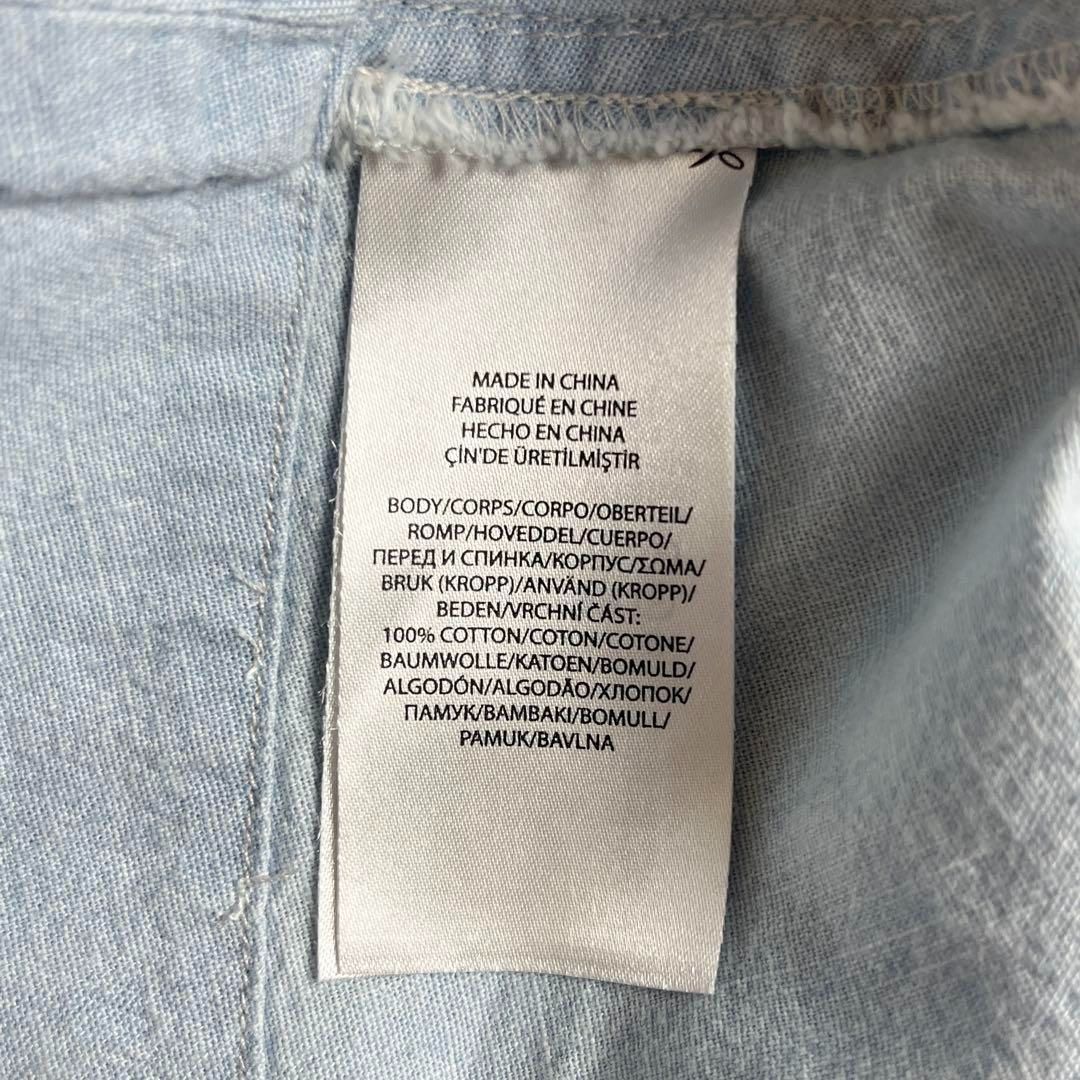 MADE IN CHINA
FABRIQUÉ EN CHINE
HECHO EN CHINA
ÇİN'DE ÜRETİLMİŞTİR
BODY/CORPS/CORPO/OBERTEIL/
ROMP/HOVEDDEL/CUERPO/
ПЕРЕД И СПИНКА/КОРПУС/ΣΩΜΑ/
BRUK (KROPP)/ANVÄND (KROPP)/
BEDEN/VRCHNÍ ČÁST:
100% COTTON/COTON/COTONE/
BAUMWOLLE/KATOEN/BOMULD/
ALGODÓN/ALGODÃO/ХЛОПОК/
ПАМУК/BAMBAKI/BOMULL/
PAMUK/BAVLNA